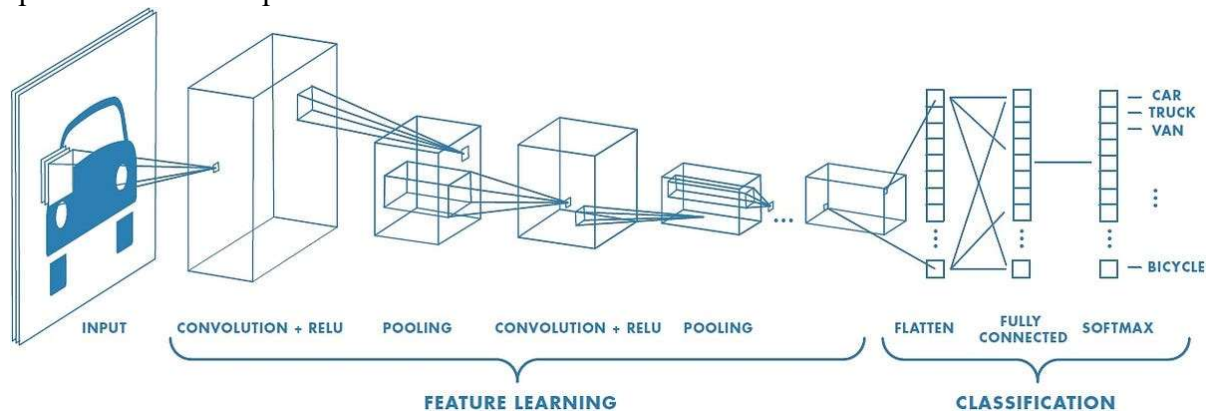 CAR
TRUCK
VAN
BICYCLE
INPUT
CONVOLUTION + RELU
POOLING
CONVOLUTION + RELU
POOLING
FLATTEN
FULLY
CONNECTED
SOFTMAX
FEATURE LEARNING
CLASSIFICATION